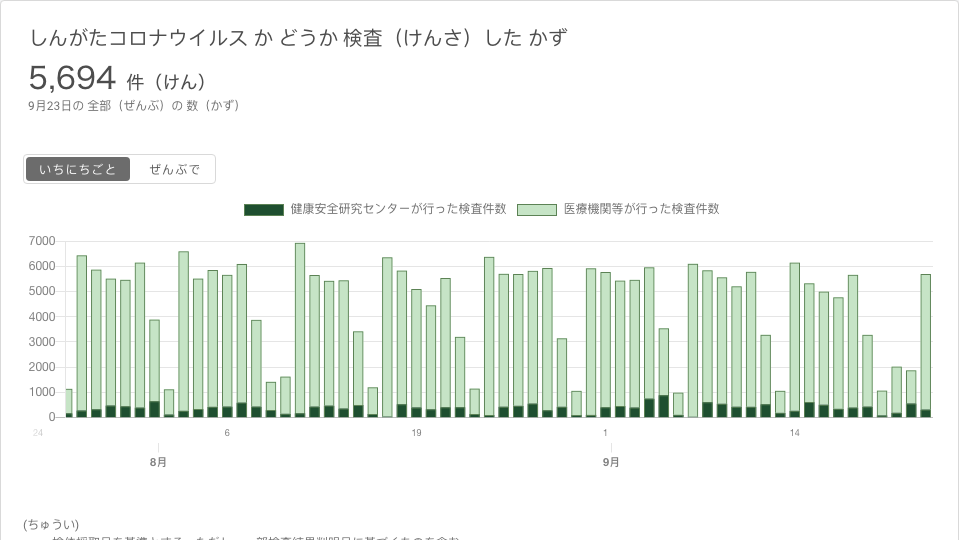 しんがたコロナウイルス か どうか 検査（けんさ）した かず
5,694 件（けん）
9月23日の 全部（ぜんぶ）の 数（かず）
いちにちごと ぜんぶで
健康安全研究センターが行った検査件数 医療機関等が行った検査件数
7000
6000
5000
4000
3000
2000
1000
0
24 6 19 1 14
8月 9月
(ちゅうい)